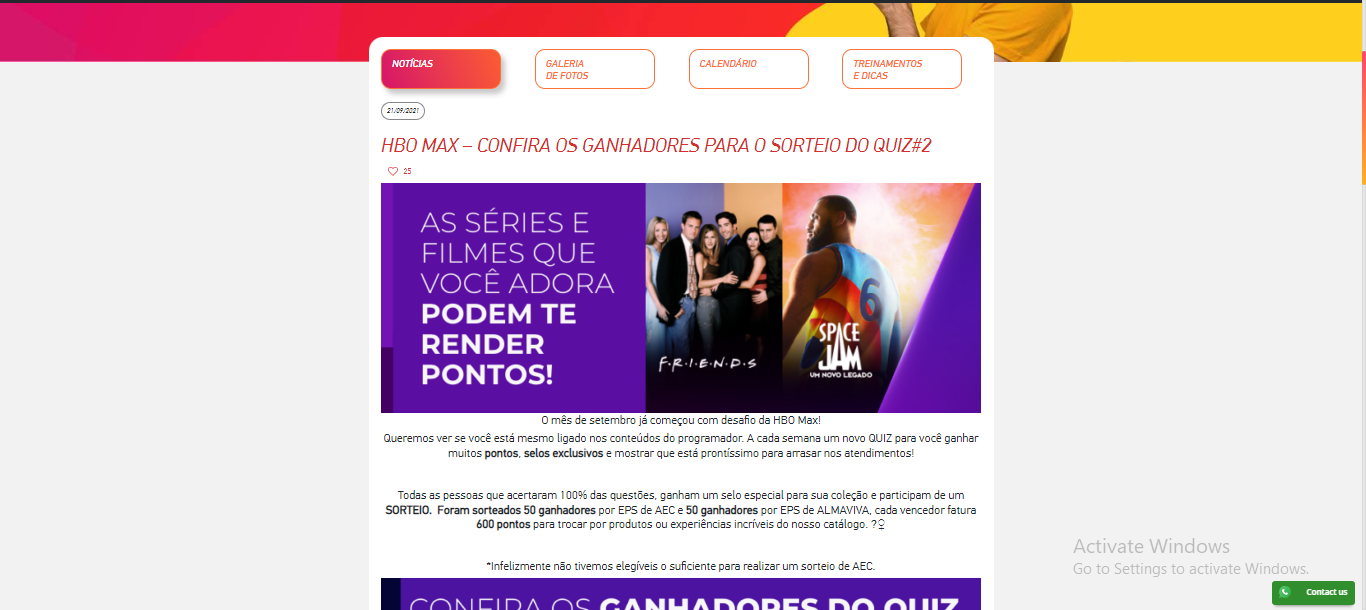 NOTÍCIAS
GALERIA
DE FOTOS
CALENDÁRIO
TREINAMENTOS
E DICAS
21/09/2021
HBO MAX – CONFIRA OS GANHADORES PARA O SORTEIO DO QUIZ#2
25
AS SÉRIES E
FILMES QUE
VOCÊ ADORA
PODEM TE
RENDER
PONTOS!
F·R·I·E·N·D·S
6
SPACE
JAM
UM NOVO LEGADO
O mês de setembro já começou com desafio da HBO Max!
Queremos ver se você está mesmo ligado nos conteúdos do programador. A cada semana um novo QUIZ para você ganhar
muitos pontos, selos exclusivos e mostrar que está prontíssimo para arrasar nos atendimentos!
Todas as pessoas que acertaram 100% das questões, ganham um selo especial para sua coleção e participam de um
SORTEIO. Foram sorteados 50 ganhadores por EPS de AEC e 50 ganhadores por EPS de ALMAVIVA, cada vencedor fatura
600 pontos para trocar por produtos ou experiências incríveis do nosso catálogo. ?♀
*Infelizmente não tivemos elegíveis o suficiente para realizar um sorteio de AEC.
CONFIRA OS GANHADORES DO QUIZ
Activate Windows
Go to Settings to activate Windows.
Contact us